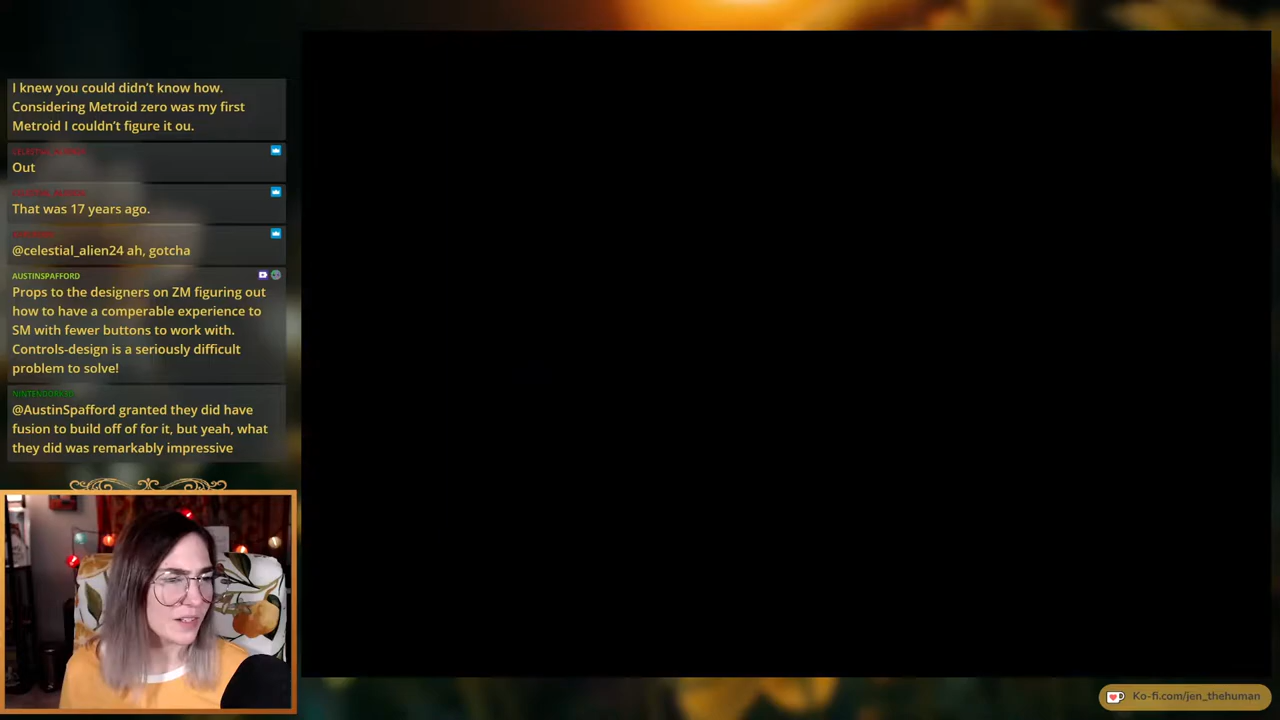 I knew you could didn't know how.
Considering Metroid zero was my first
Metroid I couldn't figure it ou.
Out
That was 17 years ago.
@celestial_alien24 ah, gotcha
AUSTINSPAFFORD
Props to the designers on ZM figuring out
how to have a comperable experience to
SM with fewer buttons to work with.
Controls-design is a seriously difficult
problem to solve!
@AustinSpafford granted they did have
fusion to build off of for it, but yeah, what
they did was remarkably impressive
Ko-fi.com/jen_thehuman